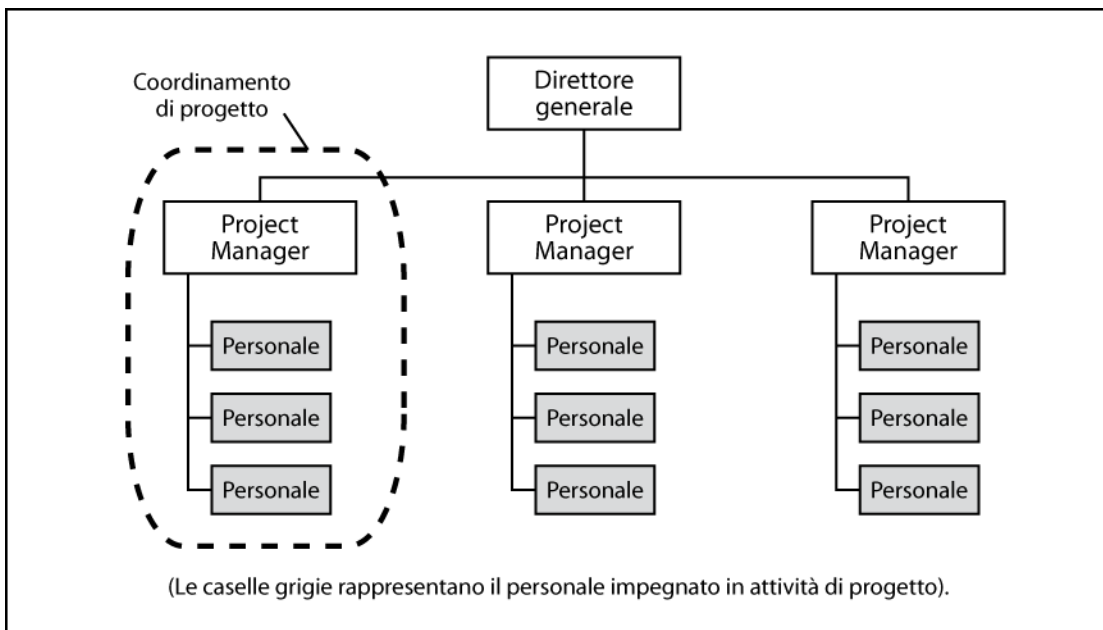 Coordinamento
di progetto
Direttore
generale
Project
Manager
Project
Manager
Project
Manager
Personale
Personale
Personale
Personale
Personale
Personale
Personale
Personale
Personale
(Le caselle grigie rappresentano il personale impegnato in attività di progetto).